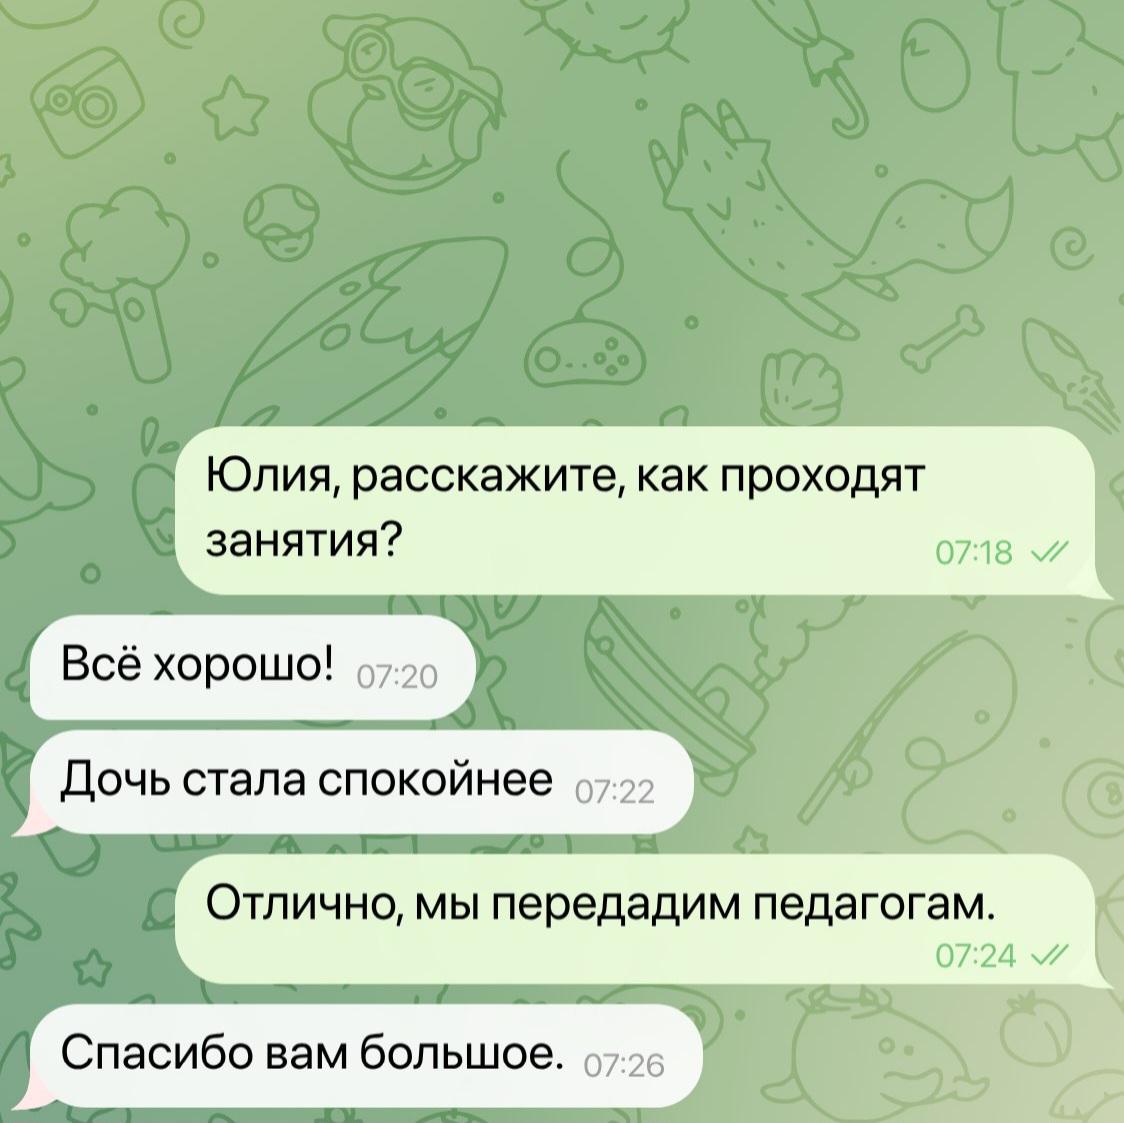 Юлия, расскажите, как проходят
занятия?
07:18
Всё хорошо! 07:20
Дочь стала спокойнее 07:22
Отлично, мы передадим педагогам.
07:24
Спасибо вам большое. 07:26